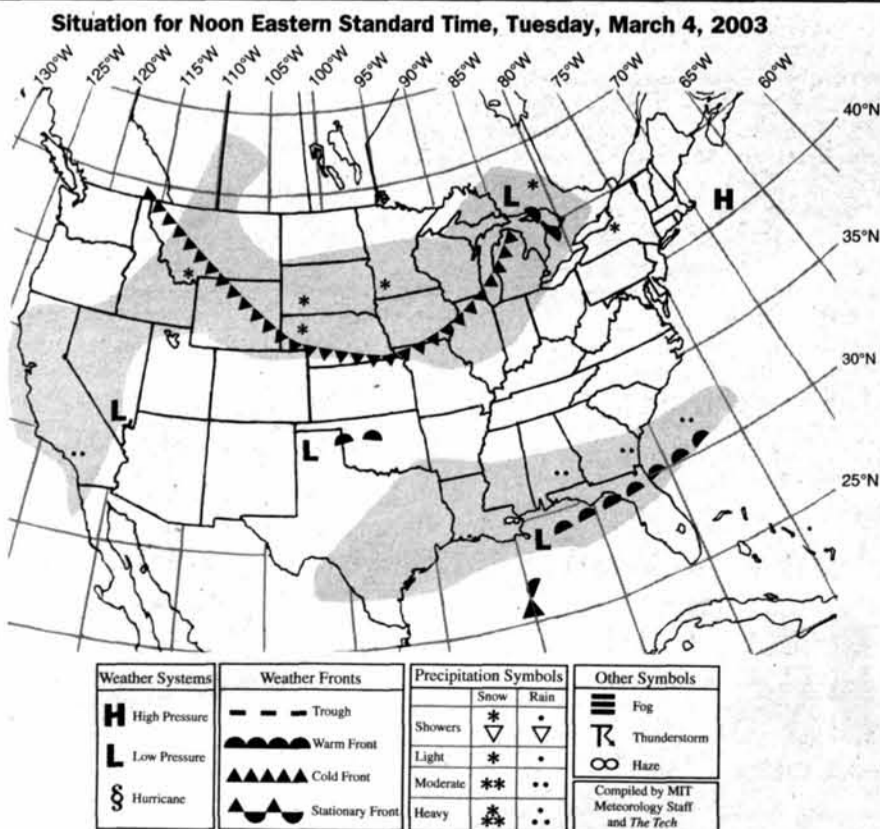 Situation for Noon Eastern Standard Time, Tuesday, March 4, 2003
130°W
125°W
120°W
115°W
110°W
105°W
100°W
95°W
90°W
85°W
80°W
75°W
70°W
65°W
60°W
40°N
35°N
30°N
25°N
L
H
L
L
L
Weather Systems
H High Pressure
L Low Pressure
Hurricane
Weather Fronts
Trough
Warm Front
Cold Front
Stationary Front
Precipitation Symbols
Snow Rain
Showers
Light
Moderate
Heavy
Other Symbols
Fog
Thunderstorm
Haze
Compiled by MIT
Meteorology Staff
and The Tech